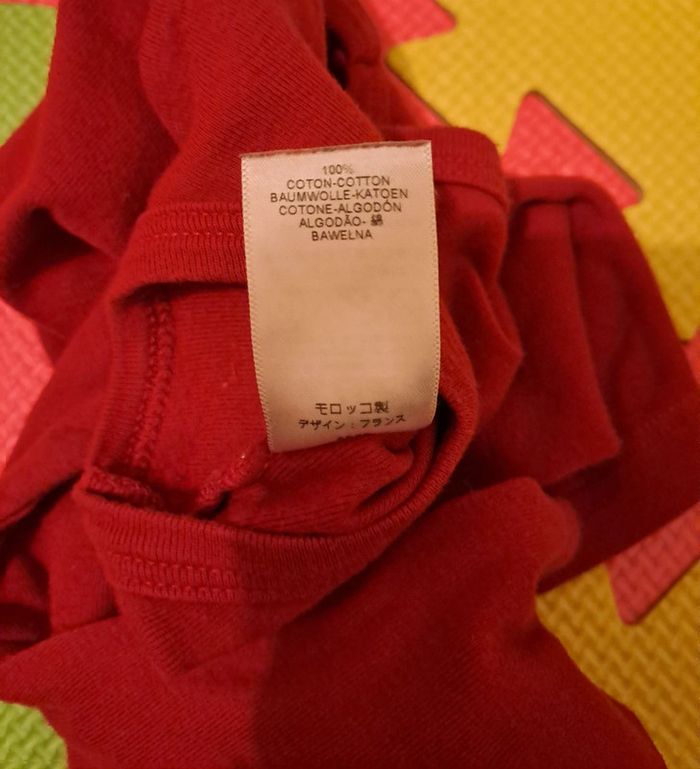 100%
COTON-COTTON
BAUMWOLLE-KATOEN
COTONE-ALGODÓN
ALGODÃO- 綿
BAWEŁNA
モロッコ製
デザイン：フランス